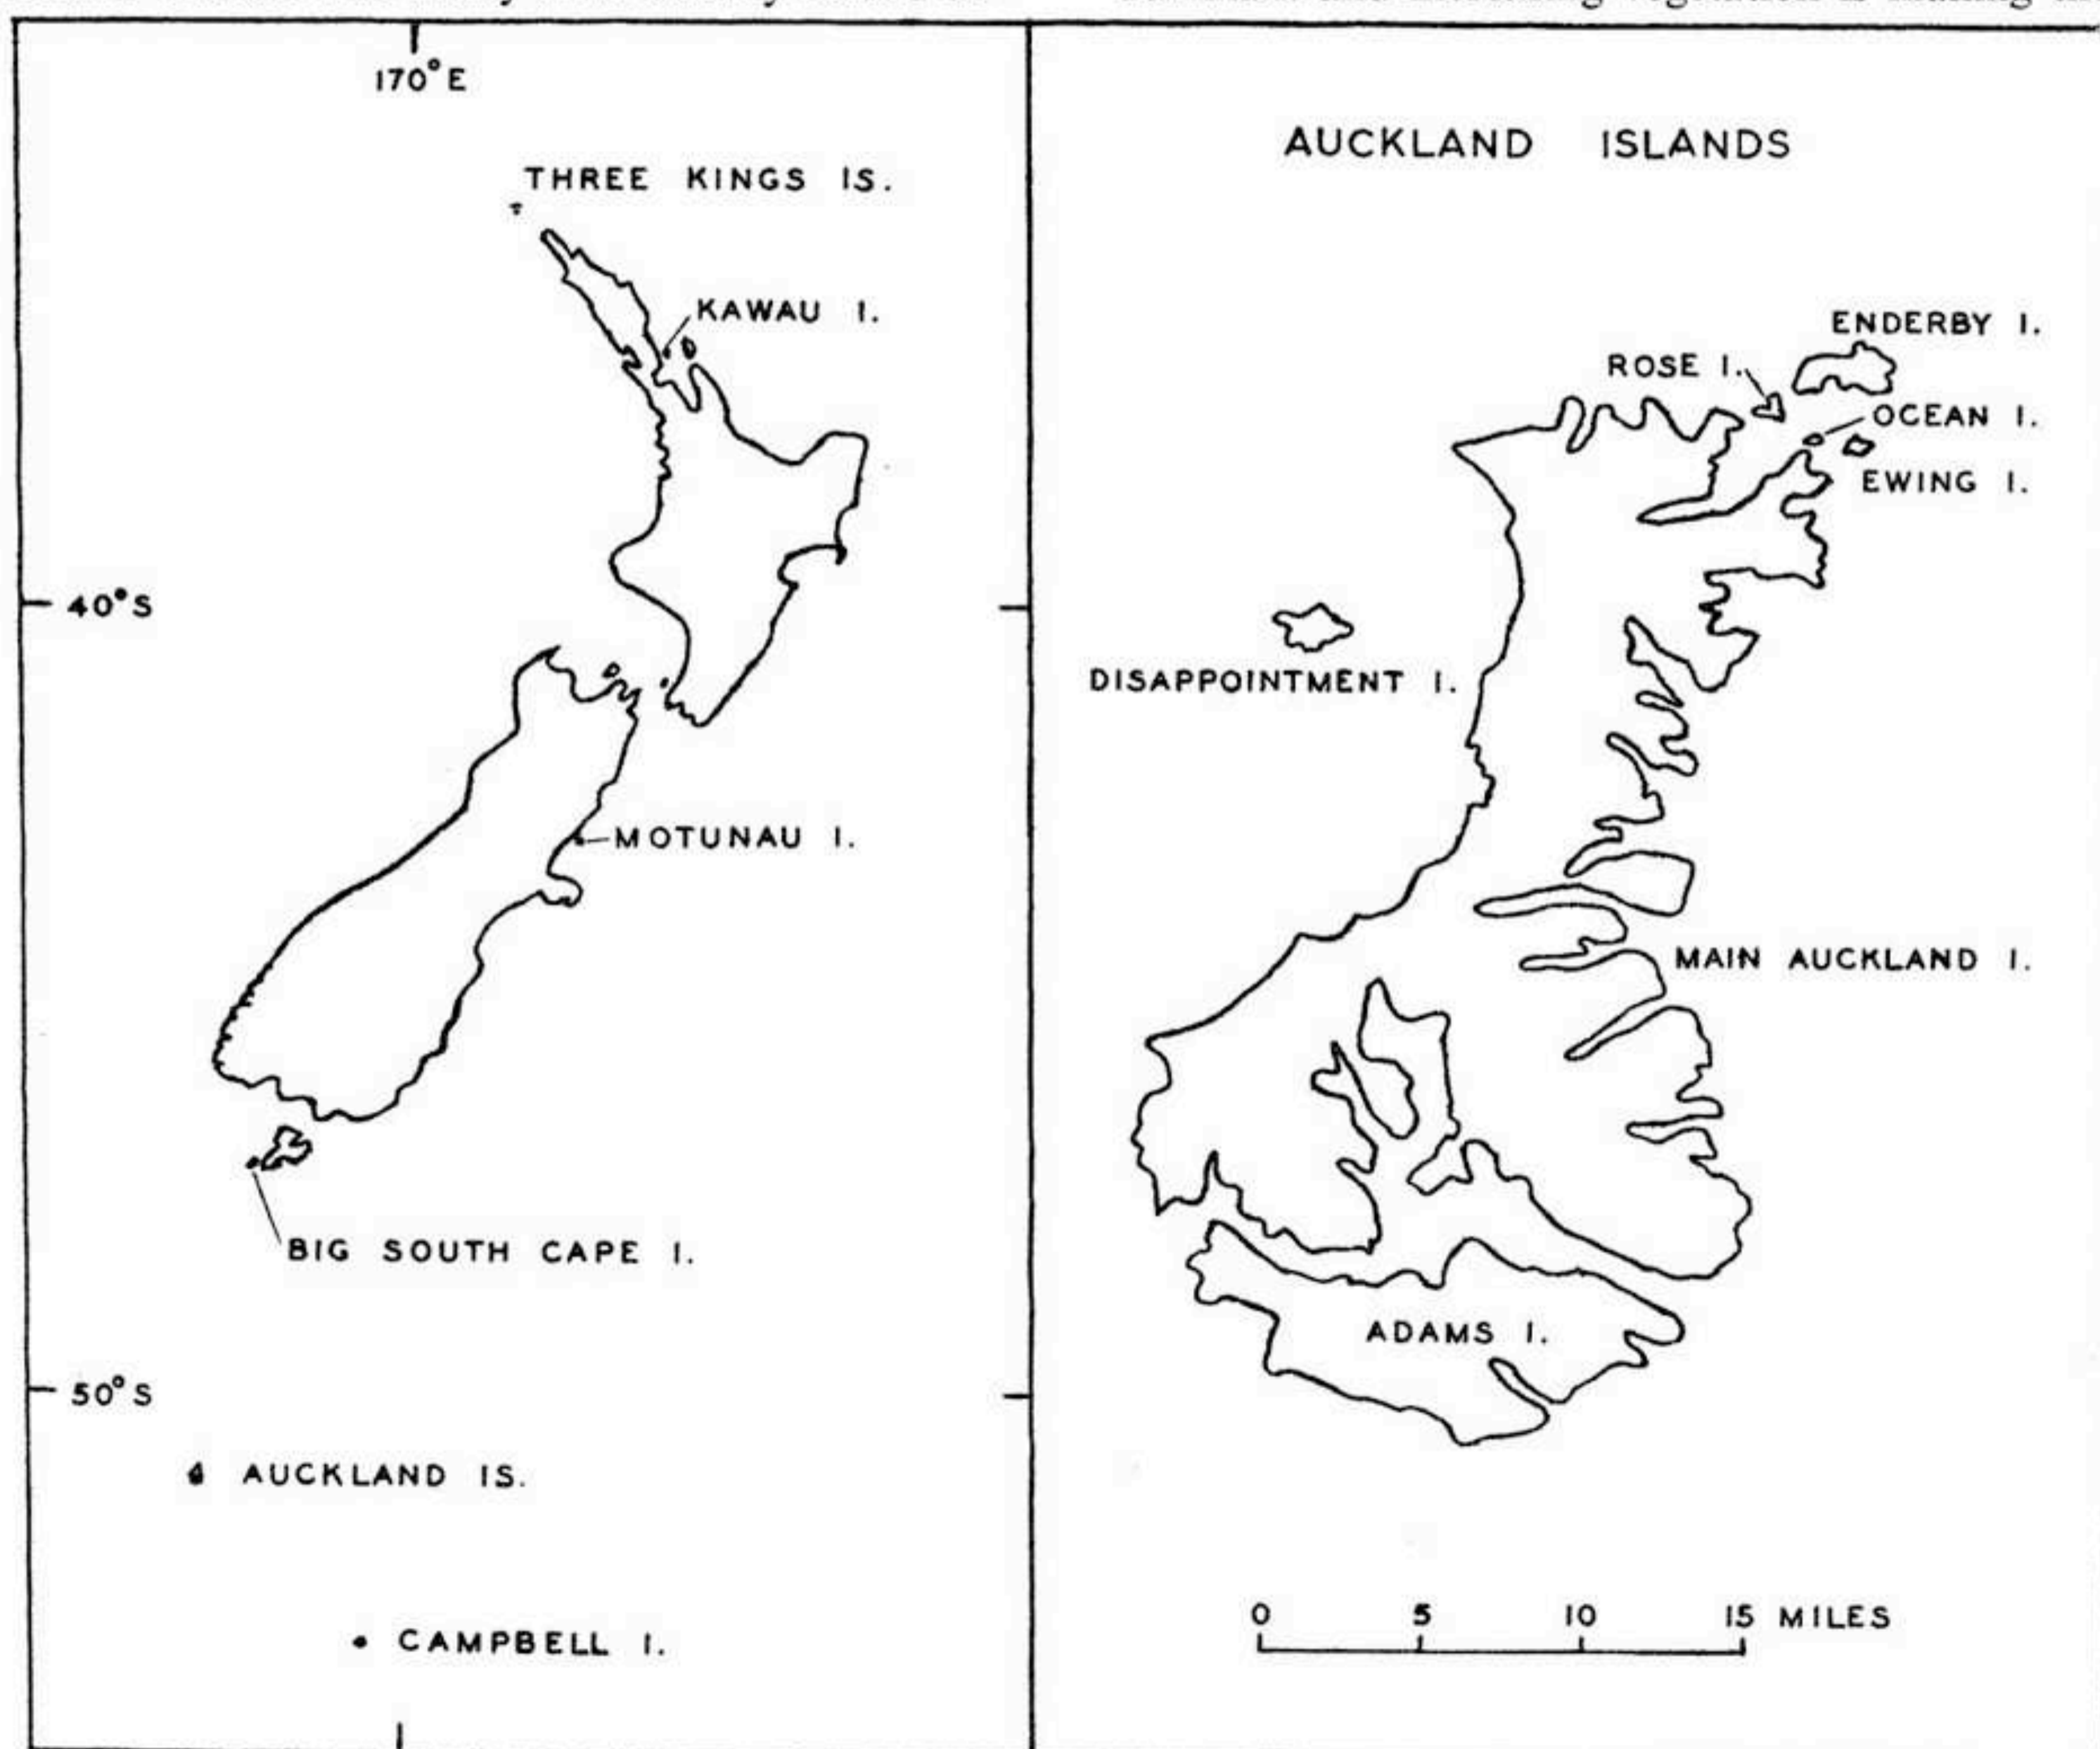 170°E
THREE KINGS IS.
KAWAU I.
40°S
MOTUNAU I.
BIG SOUTH CAPE I.
50°S
AUCKLAND IS.
CAMPBELL I.
AUCKLAND ISLANDS
ENDERBY I.
ROSE I.
OCEAN I.
EWING I.
DISAPPOINTMENT I.
MAIN AUCKLAND I.
ADAMS I.
0 5 10 15 MILES